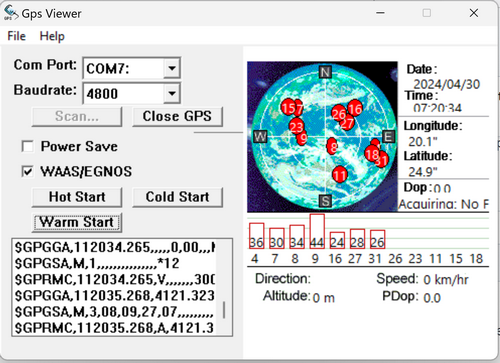 Gps Viewer
File Help
Com Port: COM7:
Baudrate: 4800
Scan... Close GPS
Power Save
WAAS/EGNOS
Hot Start Cold Start
Warm Start
$GPGGA,112034.265,,,,,0,00,,,M
$GPGSA,M,1,,,,,,,,,,,,,,,*12
$GPRMC,112034.265,V,,,,,,,300
$GPGGA,112035.268,4121.323
$GPGSA,M,3,08,09,27,07,,,,,,,,,
$GPRMC,112035.268,A,4121.3
N
W
E
S
15 7
26 16
27
23
9
8
18
31
11
Date:
2024/04/30
Time:
07:20:34
Longitude:
20.1"
Latitude:
24.9"
Dop: 0.0
Acquiring: No F
36 30 34 44 24 28 26
4 7 9 8 16 27 31 26 23 11 15 18
Direction: Speed: 0 km/hr
Altitude: 0 m PDop: 0.0